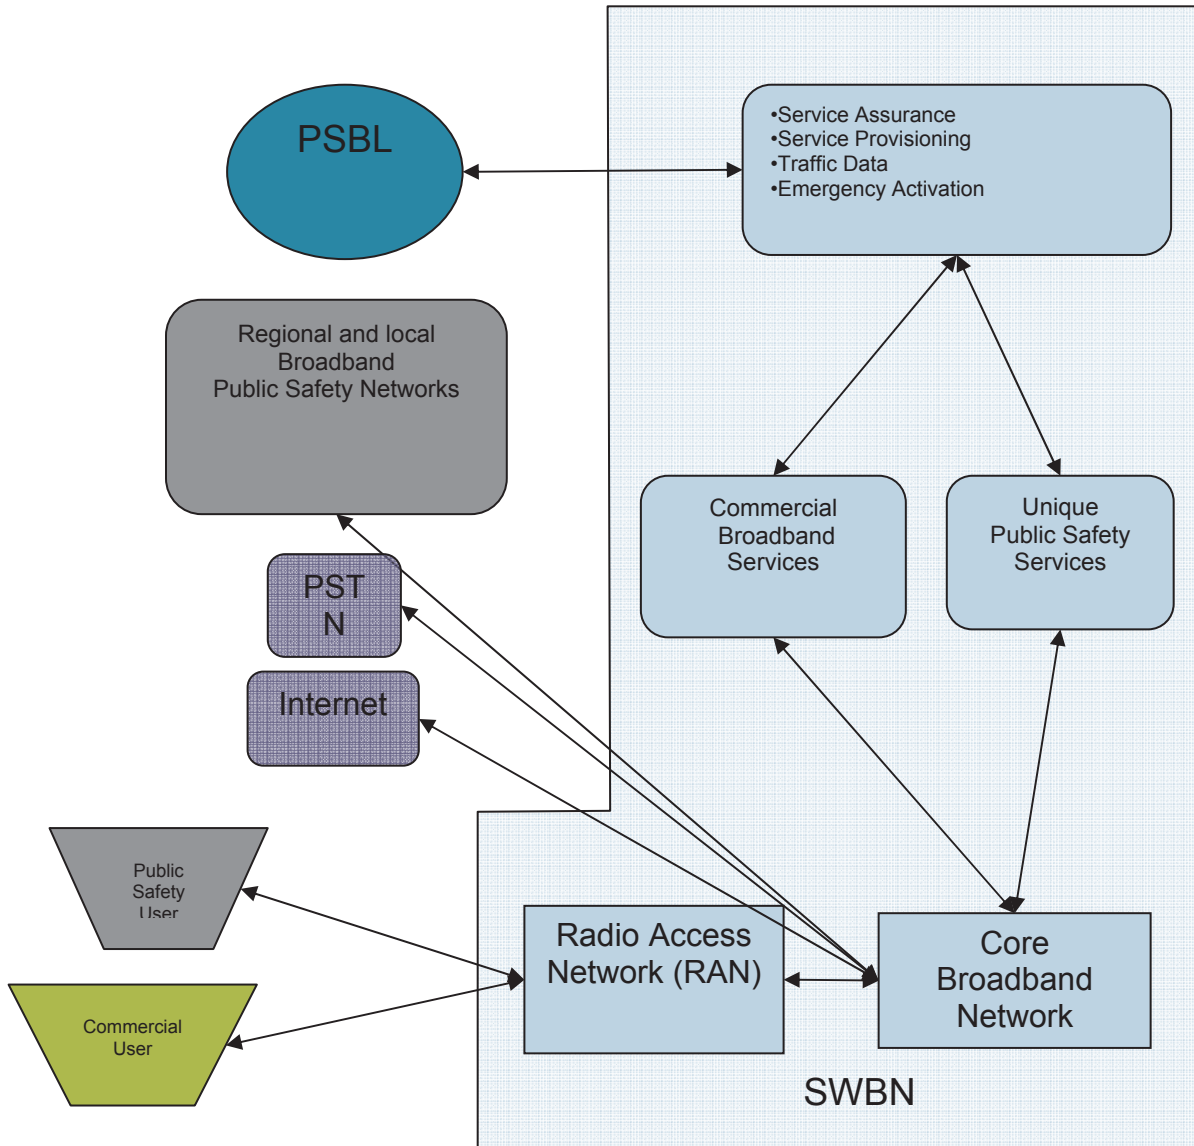 PSBL
•Service Assurance
•Service Provisioning
•Traffic Data
•Emergency Activation
Regional and local
Broadband
Public Safety Networks
Commercial
Broadband
Services
Unique
Public Safety
Services
PST
N
Internet
Public
Safety
User
Commercial
User
Radio Access
Network (RAN)
Core
Broadband
Network
SWBN